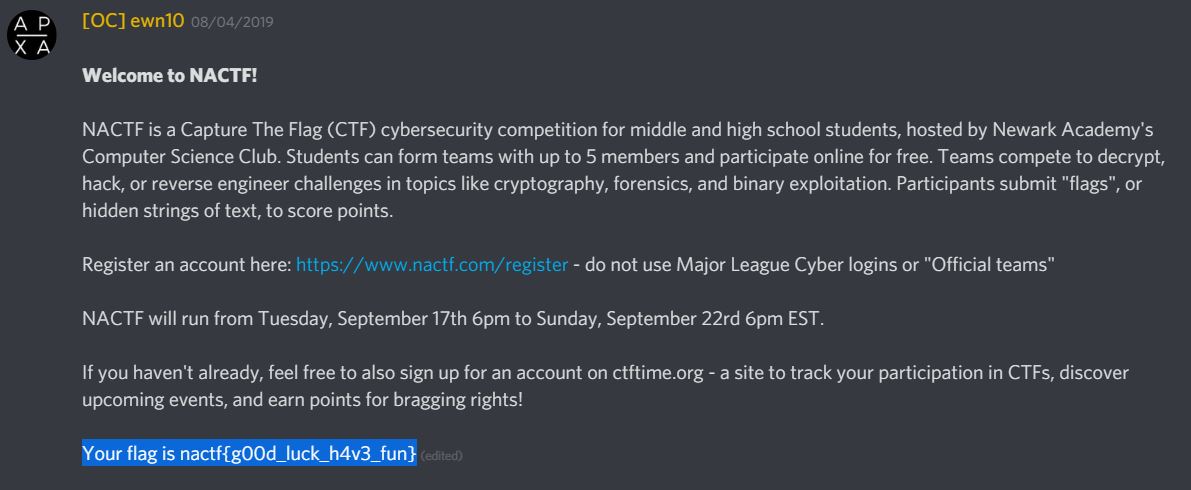 A P
X A
[OC] ewn10 08/04/2019
Welcome to NACTF!
NACTF is a Capture The Flag (CTF) cybersecurity competition for middle and high school students, hosted by Newark Academy's
Computer Science Club. Students can form teams with up to 5 members and participate online for free. Teams compete to decrypt,
hack, or reverse engineer challenges in topics like cryptography, forensics, and binary exploitation. Participants submit "flags", or
hidden strings of text, to score points.
Register an account here: https://www.nactf.com/register - do not use Major League Cyber logins or "Official teams"
NACTF will run from Tuesday, September 17th 6pm to Sunday, September 22rd 6pm EST.
If you haven't already, feel free to also sign up for an account on ctftime.org - a site to track your participation in CTFs, discover
upcoming events, and earn points for bragging rights!
Your flag is nactf{g00d_luck_h4v3_fun} (edited)